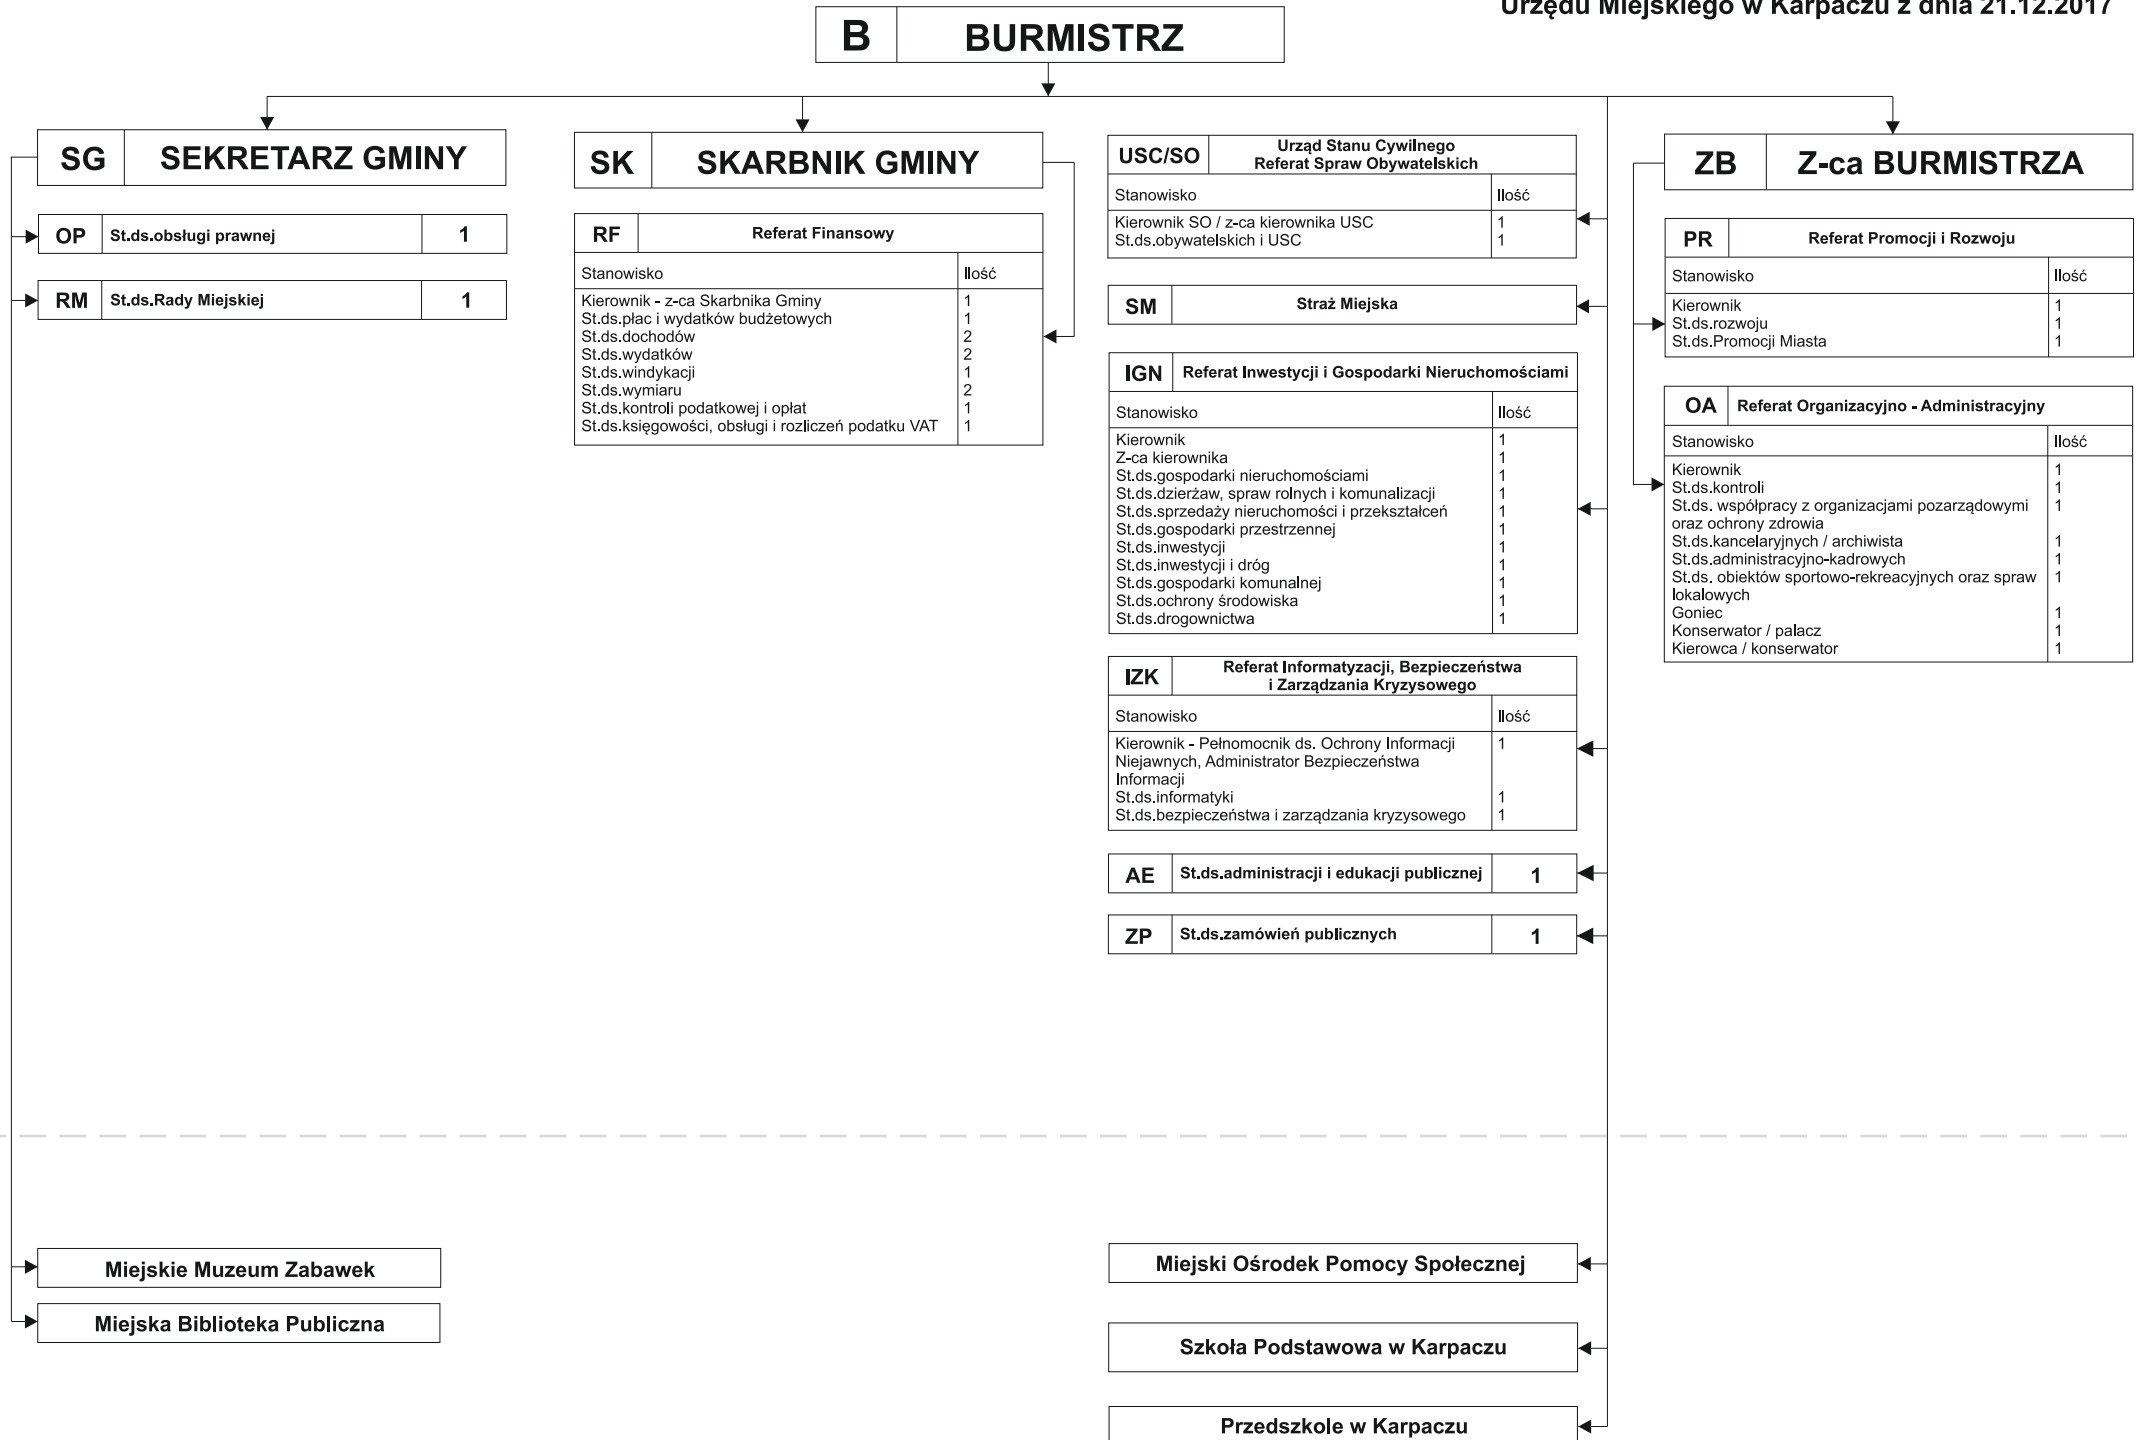 Urzędu Miejskiego w Karpaczu z dnia 21.12.2017
B BURMISTRZ
SG SEKRETARZ GMINY
OP St.ds.obsługi prawnej 1
RM St.ds.Rady Miejskiej 1
SK SKARBNIK GMINY
RF Referat Finansowy
Stanowisko Ilość
Kierownik - z-ca Skarbnika Gminy 1
St.ds.płac i wydatków budżetowych 1
St.ds.dochodów 2
St.ds.wydatków 2
St.ds.windykacji 1
St.ds.wymiaru 2
St.ds.kontroli podatkowej i opłat 1
St.ds.księgowości, obsługi i rozliczeń podatku VAT 1
USC/SO Urząd Stanu Cywilnego
Referat Spraw Obywatelskich
Stanowisko Ilość
Kierownik SO / z-ca kierownika USC 1
St.ds.obywatelskich i USC 1
SM Straż Miejska
IGN Referat Inwestycji i Gospodarki Nieruchomościami
Stanowisko Ilość
Kierownik 1
Z-ca kierownika 1
St.ds.gospodarki nieruchomościami 1
St.ds.dzierżaw, spraw rolnych i komunalizacji 1
St.ds.sprzedaży nieruchomości i przekształceń 1
St.ds.gospodarki przestrzennej 1
St.ds.inwestycji 1
St.ds.inwestycji i dróg 1
St.ds.gospodarki komunalnej 1
St.ds.ochrony środowiska 1
St.ds.drogownictwa 1
IZK Referat Informatyzacji, Bezpieczeństwa
i Zarządzania Kryzysowego
Stanowisko Ilość
Kierownik - Pełnomocnik ds. Ochrony Informacji 1
Niejawnych, Administrator Bezpieczeństwa
Informacji
St.ds.informatyki 1
St.ds.bezpieczeństwa i zarządzania kryzysowego 1
AE St.ds.administracji i edukacji publicznej 1
ZP St.ds.zamówień publicznych 1
ZB Z-ca BURMISTRZA
PR Referat Promocji i Rozwoju
Stanowisko Ilość
Kierownik 1
St.ds.rozwoju 1
St.ds.Promocji Miasta 1
OA Referat Organizacyjno - Administracyjny
Stanowisko Ilość
Kierownik 1
St.ds.kontroli 1
St.ds. współpracy z organizacjami pozarządowymi 1
oraz ochrony zdrowia
St.ds.kancelaryjnych / archiwista 1
St.ds.administracyjno-kadrowych 1
St.ds. obiektów sportowo-rekreacyjnych oraz spraw 1
lokalowych
Goniec 1
Konserwator / palacz 1
Kierowca / konserwator 1
Miejskie Muzeum Zabawek
Miejska Biblioteka Publiczna
Miejski Ośrodek Pomocy Społecznej
Szkoła Podstawowa w Karpaczu
Przedszkole w Karpaczu